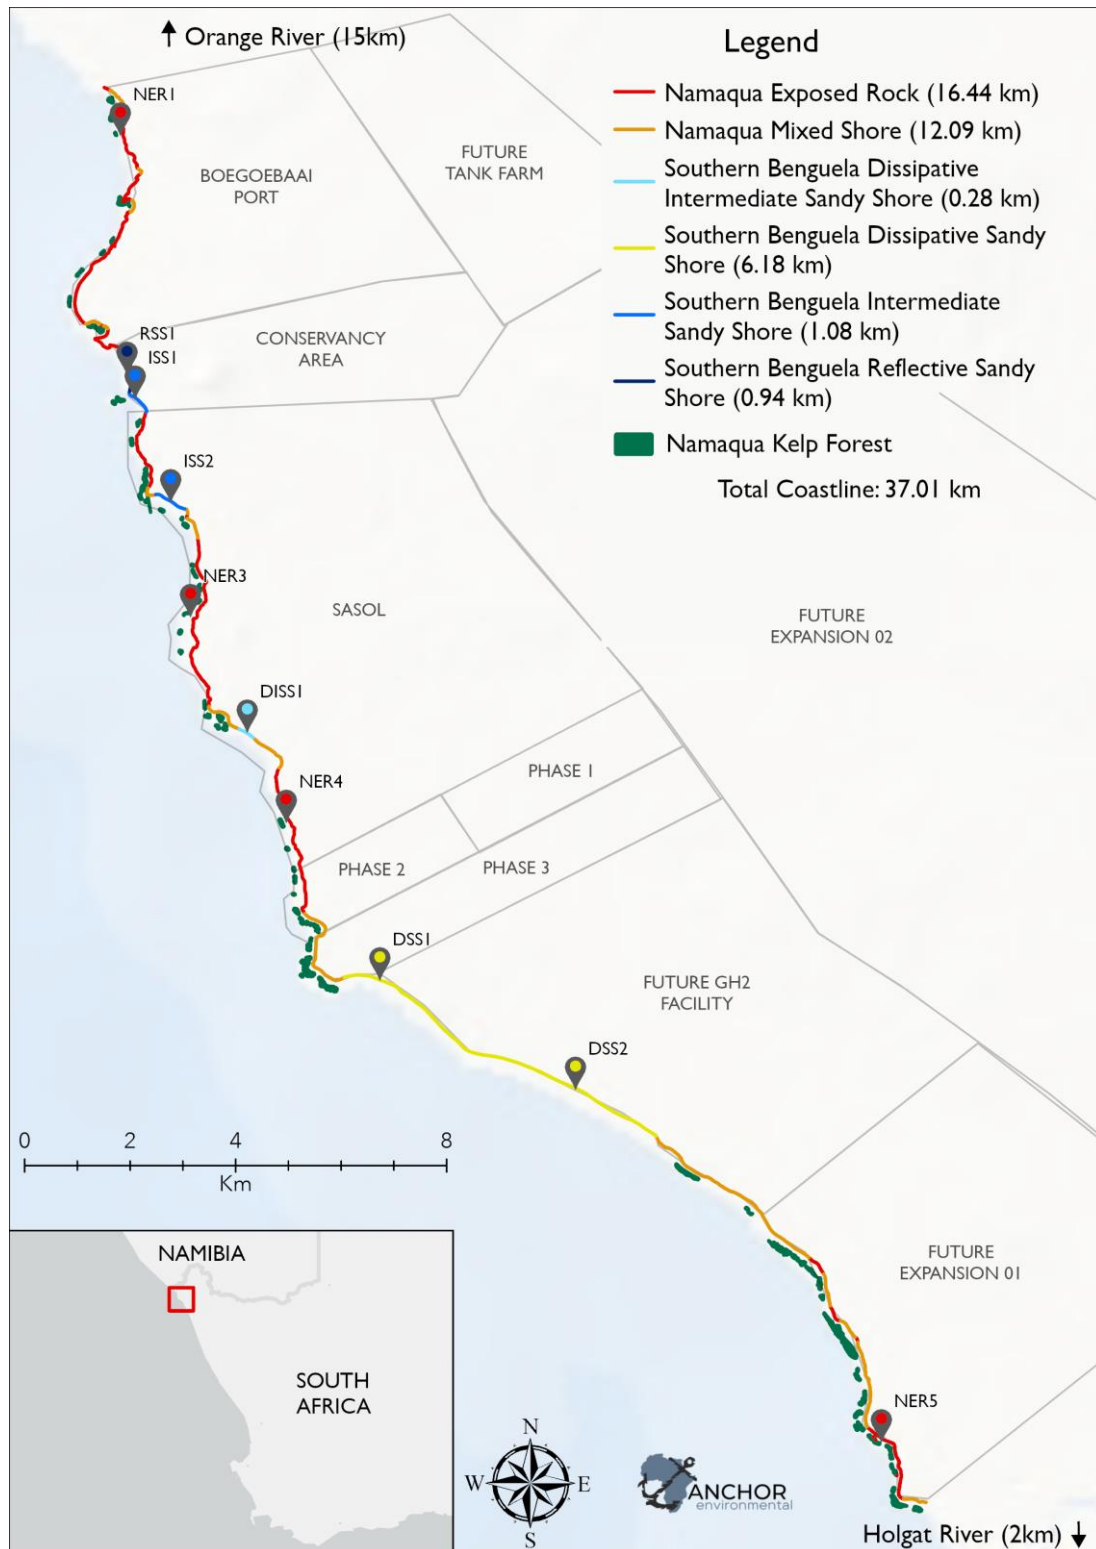 Orange River (15km)
Legend
Namaqua Exposed Rock (16.44 km)
Namaqua Mixed Shore (12.09 km)
Southern Benguela Dissipative
Intermediate Sandy Shore (0.28 km)
Southern Benguela Dissipative Sandy
Shore (6.18 km)
Southern Benguela Intermediate
Sandy Shore (1.08 km)
Southern Benguela Reflective Sandy
Shore (0.94 km)
Namaqua Kelp Forest
Total Coastline: 37.01 km
NER1
BOEGOEBAAI
PORT
FUTURE
TANK FARM
RSS1
ISS1
CONSERVANCY
AREA
ISS2
NER3
SASOL
FUTURE
EXPANSION 02
DISS1
NER4
PHASE 1
PHASE 2
PHASE 3
DSS1
FUTURE GH2
FACILITY
DSS2
0 2 4 8
Km
FUTURE
EXPANSION 01
NER5
NAMIBIA
SOUTH
AFRICA
N
W E
S
ANCHOR
environmental
Holgat River (2km)